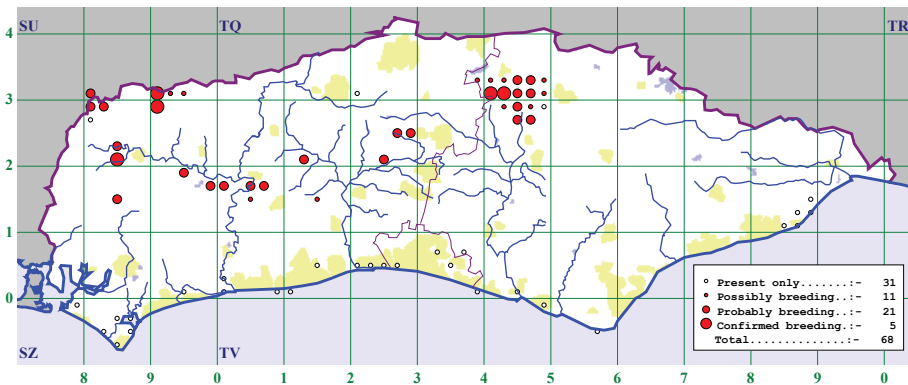 SU TQ TR
4
3
2
1
0
Present only.......:- 31
Possibly breeding..:- 11
Probably breeding..:- 21
Confirmed breeding.:- 5
Total..............:- 68
SZ TV
8 9 0 1 2 3 4 5 6 7 8 9 0